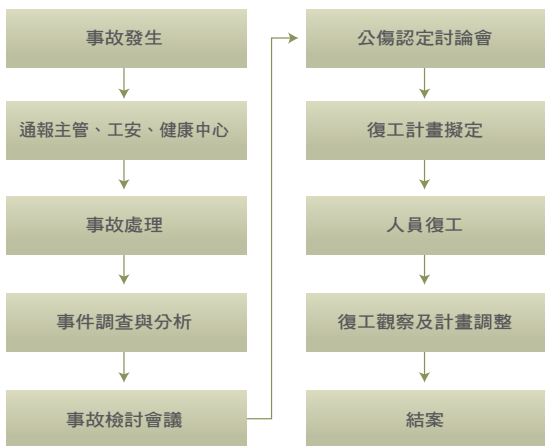 事故發生
通報主管、工安、健康中心
事故處理
事件調查與分析
事故檢討會議
公傷認定討論會
復工計畫擬定
人員復工
復工觀察及計畫調整
結案